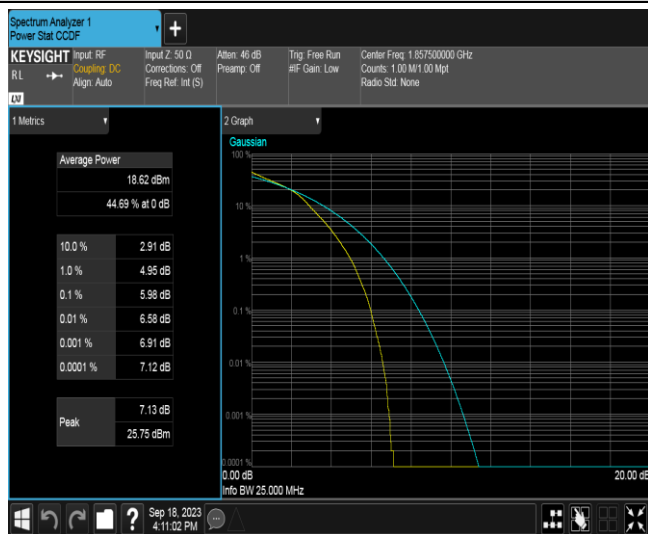 Spectrum Analyzer 1
Power Stat CCDF
+
KEYSIGHT
RL
LXI
Input: RF
Coupling: DC
Align: Auto
Input Z: 50 Ω
Corrections: Off
Freq Ref: Int (S)
Atten: 46 dB
Preamp: Off
Trig: Free Run
#IF Gain: Low
Center Freq: 1.857500000 GHz
Counts: 1.00 M/1.00 Mpt
Radio Std: None
1 Metrics
Average Power
18.62 dBm
44.69 % at 0 dB
10.0 % 2.91 dB
1.0 % 4.95 dB
0.1 % 5.98 dB
0.01 % 6.58 dB
0.001 % 6.91 dB
0.0001 % 7.12 dB
Peak 7.13 dB
25.75 dBm
2 Graph
Gaussian
100 %
10 %
1 %
0.1 %
0.01 %
0.001 %
0.0001 %
0.00 dB 20.00 dB
Info BW 25.000 MHz
?
Sep 18, 2023
4:11:02 PM